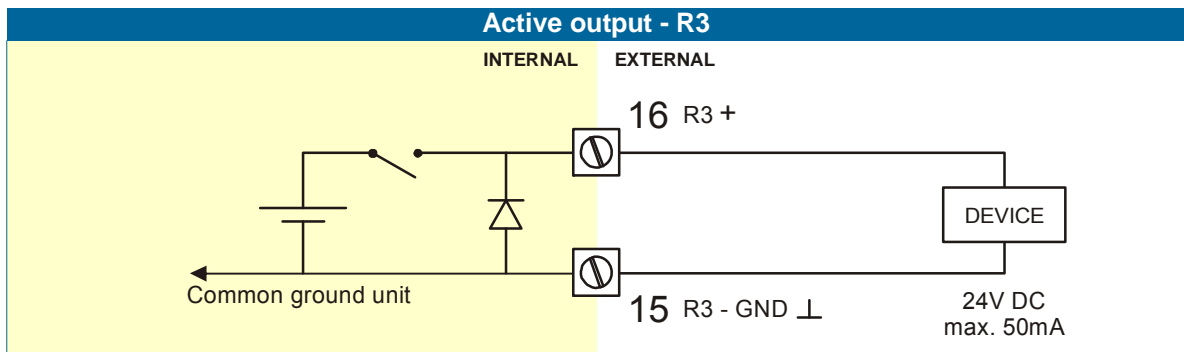 Active output - R3
INTERNAL EXTERNAL
16 R3 +
DEVICE
Common ground unit
15 R3 - GND ⊥
24V DC
max. 50mA